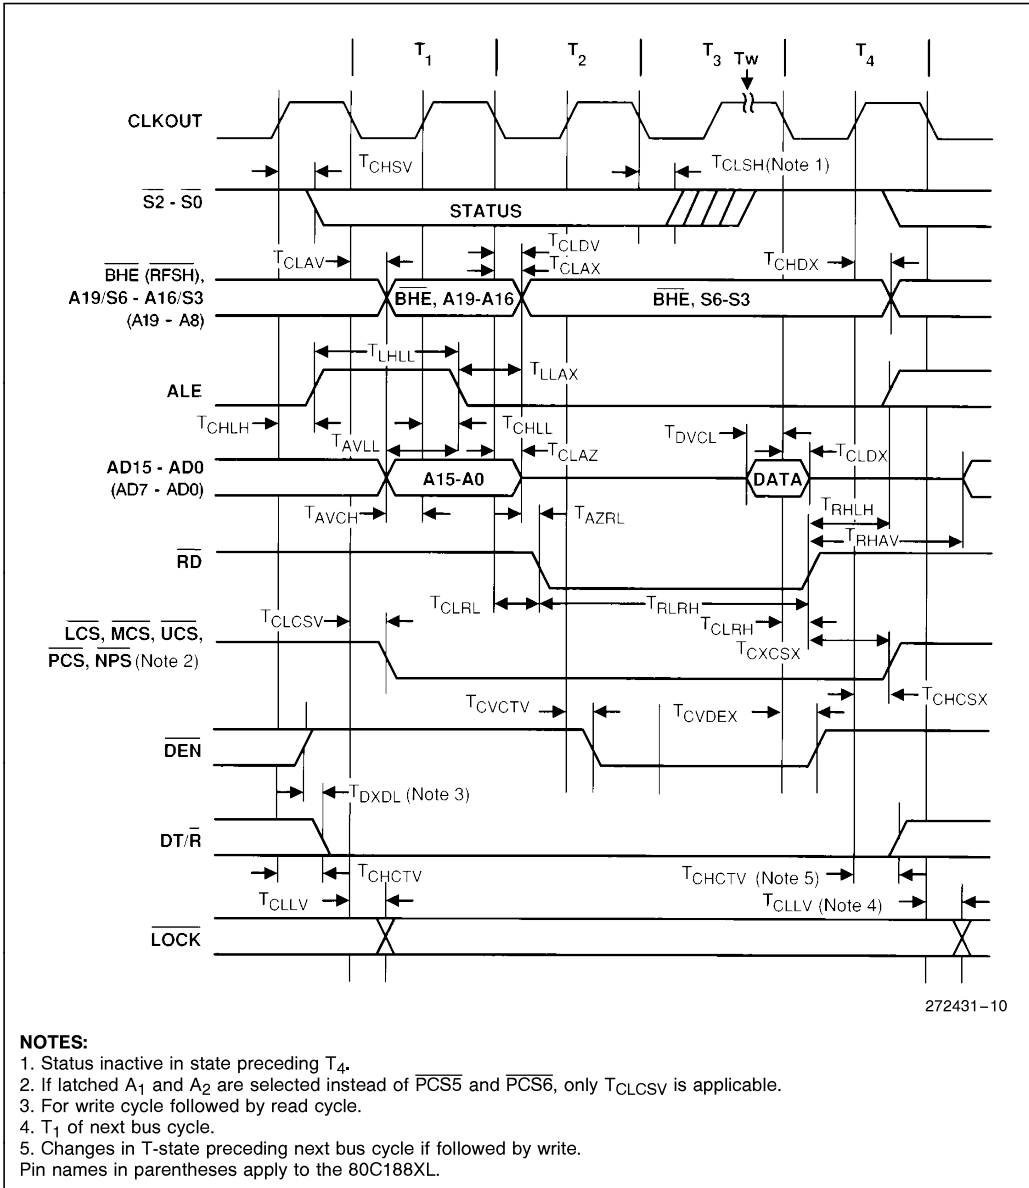 T1 T2 T3 Tw T4
CLKOUT
TCHSV
TCLSH(Note 1)
S2 - S0
STATUS
TCLDV
TCLAV
TCLAX
TCHDX
BHE (RFSH),
A19/S6 - A16/S3
(A19 - A8)
BHE, A19-A16
BHE, S6-S3
TLHLL
TLLAX
ALE
TCHLH
TCHLL
TDVCL
TAVLL
TCLAZ
TCLDX
AD15 - AD0
(AD7 - AD0)
A15-A0
DATA
TAVCH
TAZRL
TRHLH
TRHAV
RD
TCLRL
TRLRH
TCLCSV
TCLRH
LCS, MCS, UCS,
PCS, NPS (Note 2)
TCXCSX
TCHCSX
TCVCTV
TCVDEX
DEN
TDXDL (Note 3)
DT/R
TCHCTV
TCHCTV (Note 5)
TCLLV
TCLLV (Note 4)
LOCK
272431-10
NOTES:
1. Status inactive in state preceding T4.
2. If latched A1 and A2 are selected instead of PCS5 and PCS6, only TCLCSV is applicable.
3. For write cycle followed by read cycle.
4. T1 of next bus cycle.
5. Changes in T-state preceding next bus cycle if followed by write.
Pin names in parentheses apply to the 80C188XL.